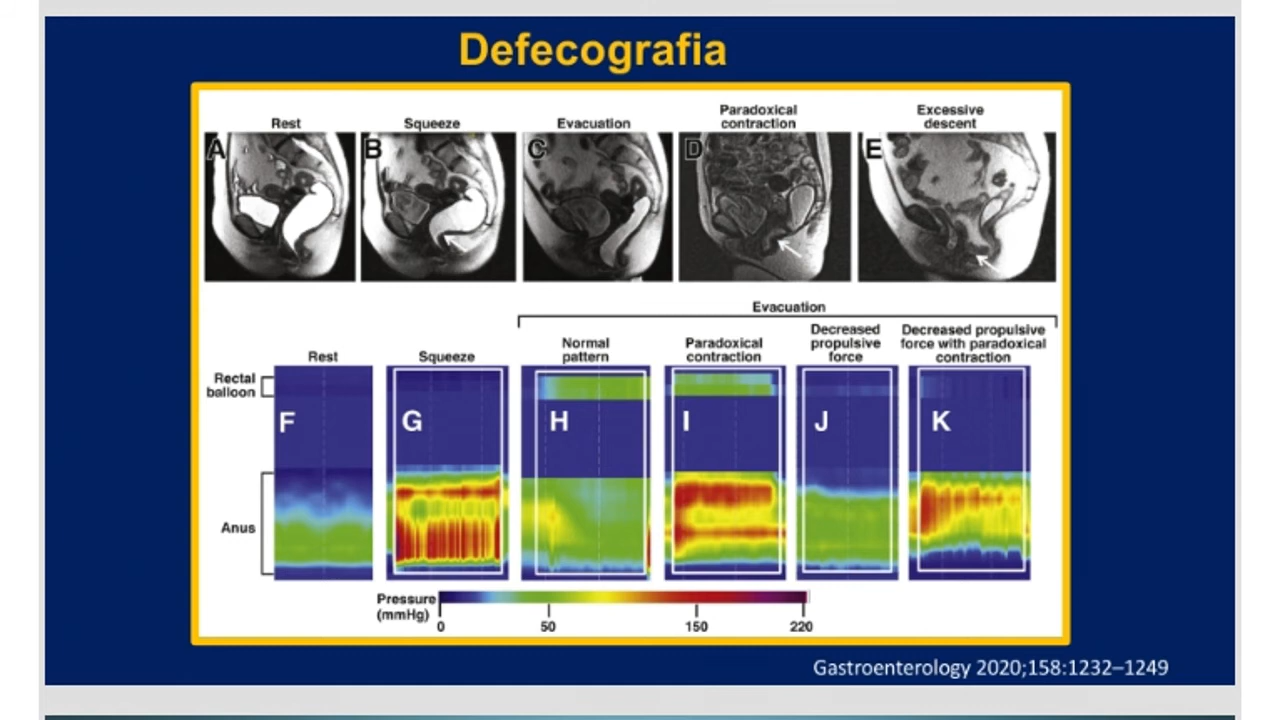 Defecografia
Rest
Squeeze
Evacuation
Paradoxical
contraction
Excessive
descent
A
B
C
D
E
Evacuation
Rest
Squeeze
Normal
pattern
Paradoxical
contraction
Decreased
propulsive
force
Decreased propulsive
force with paradoxical
contraction
Rectal
balloon
F
G
H
I
J
K
Anus
Pressure
(mmHg)
0
50
150
220
Gastroenterology 2020;158:1232–1249